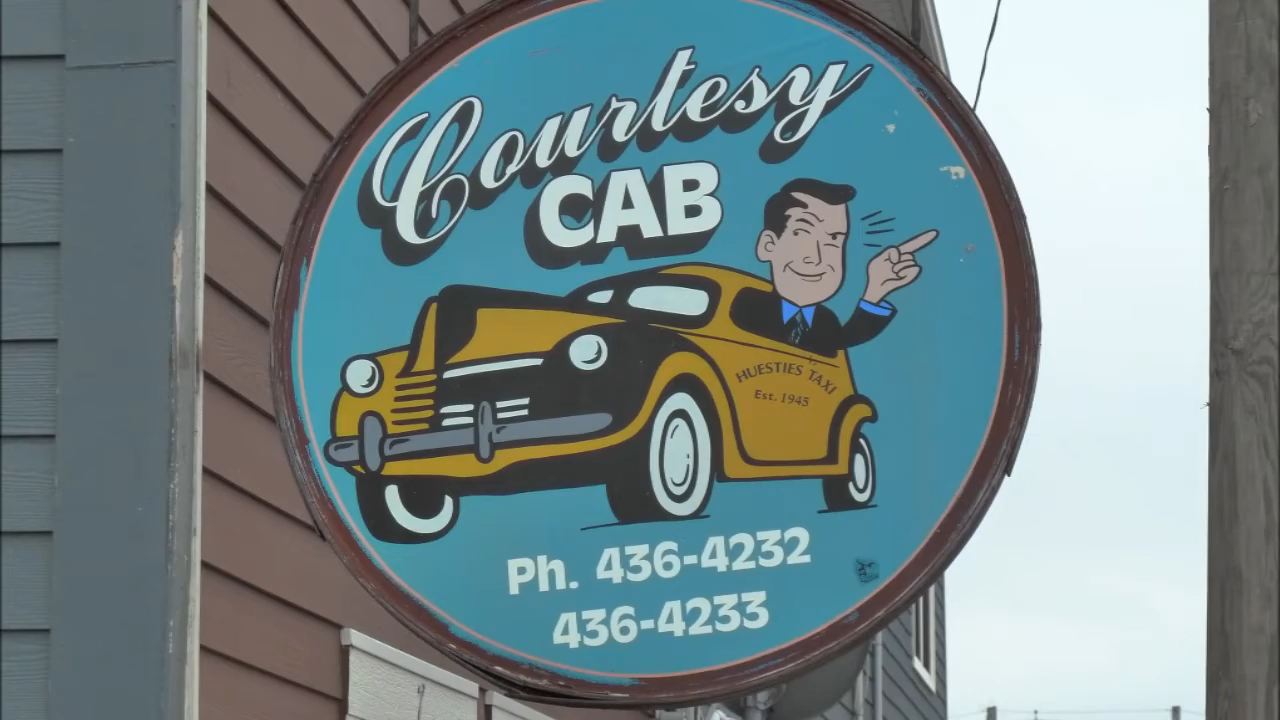 Courtesy
CAB
HUESTIES TAXI
Est. 1945
Ph. 436-4232
436-4233